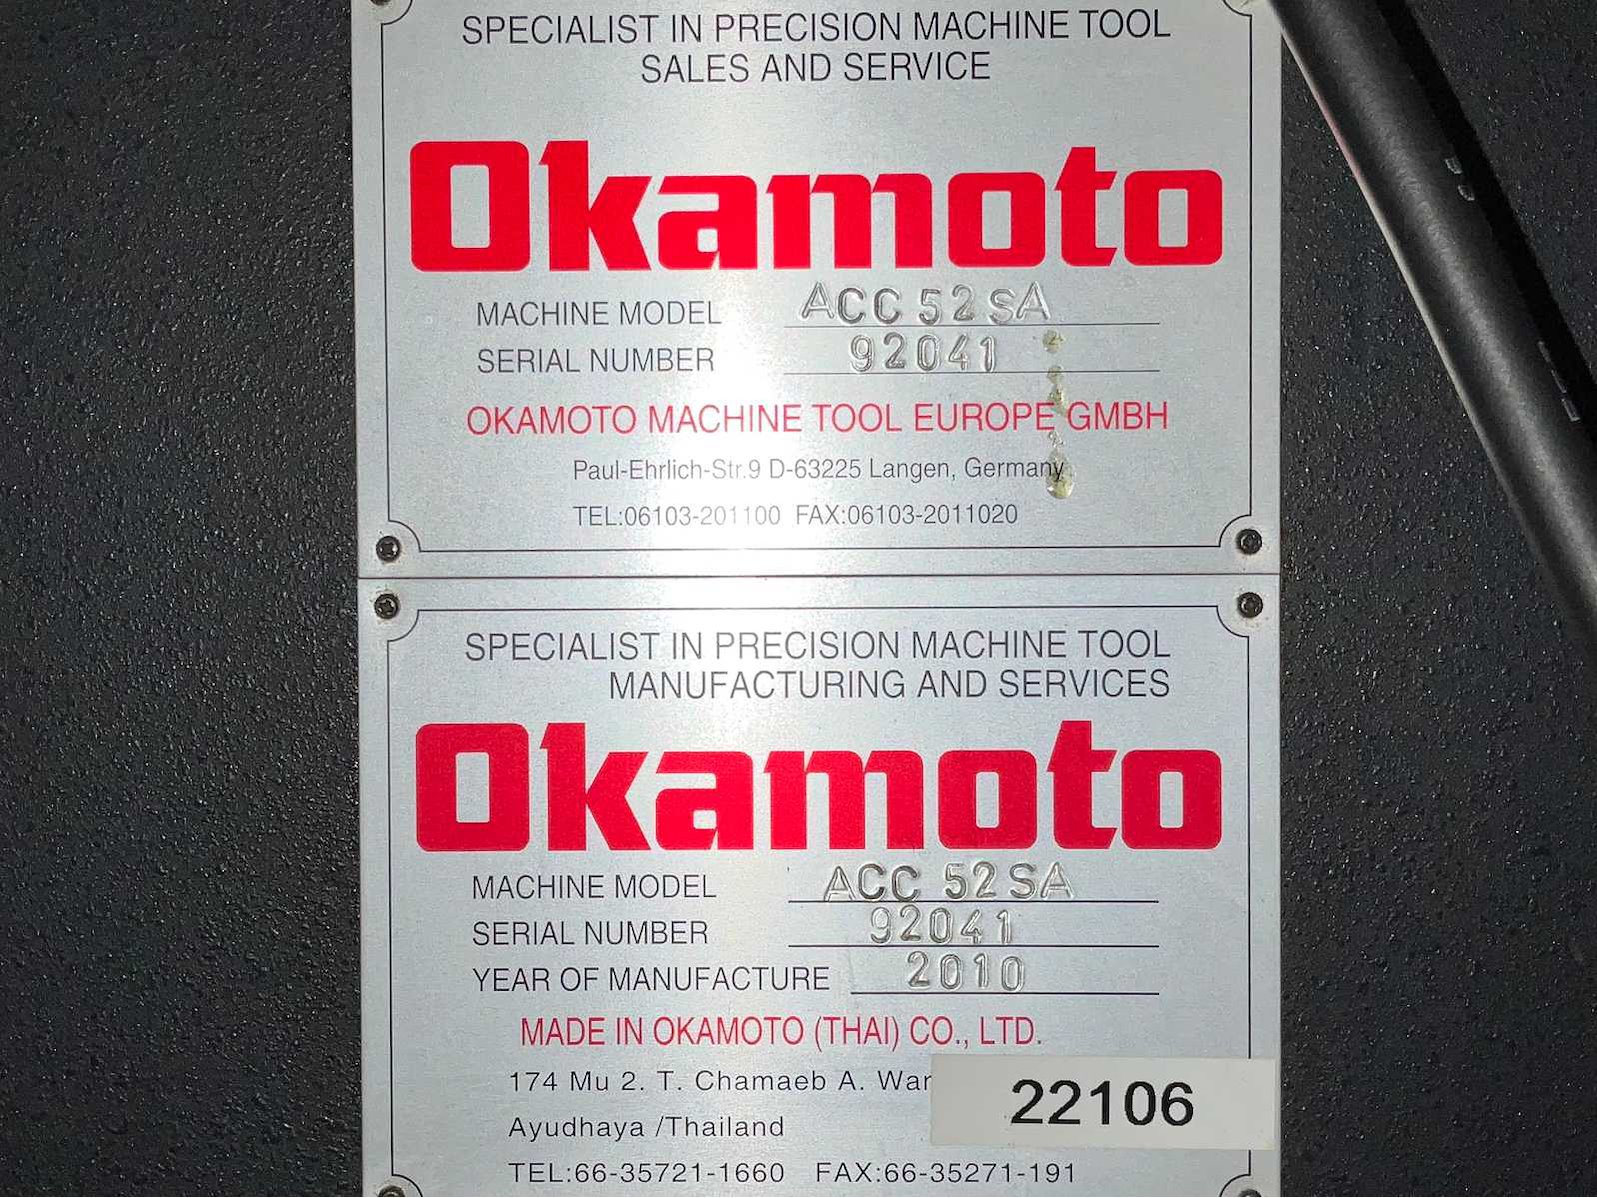 SPECIALIST IN PRECISION MACHINE TOOL
SALES AND SERVICE
Okamoto
MACHINE MODEL ACC 52 SA
SERIAL NUMBER 92041
OKAMOTO MACHINE TOOL EUROPE GMBH
Paul-Ehrlich-Str.9 D-63225 Langen, Germany
TEL:06103-201100 FAX:06103-2011020
SPECIALIST IN PRECISION MACHINE TOOL
MANUFACTURING AND SERVICES
Okamoto
MACHINE MODEL ACC 52 SA
SERIAL NUMBER 92041
YEAR OF MANUFACTURE 2010
MADE IN OKAMOTO (THAI) CO., LTD.
174 Mu 2. T. Chamaeb A.
22106
Ayudhaya /Thailand
TEL:66-35721-1660 FAX:66-35271-191